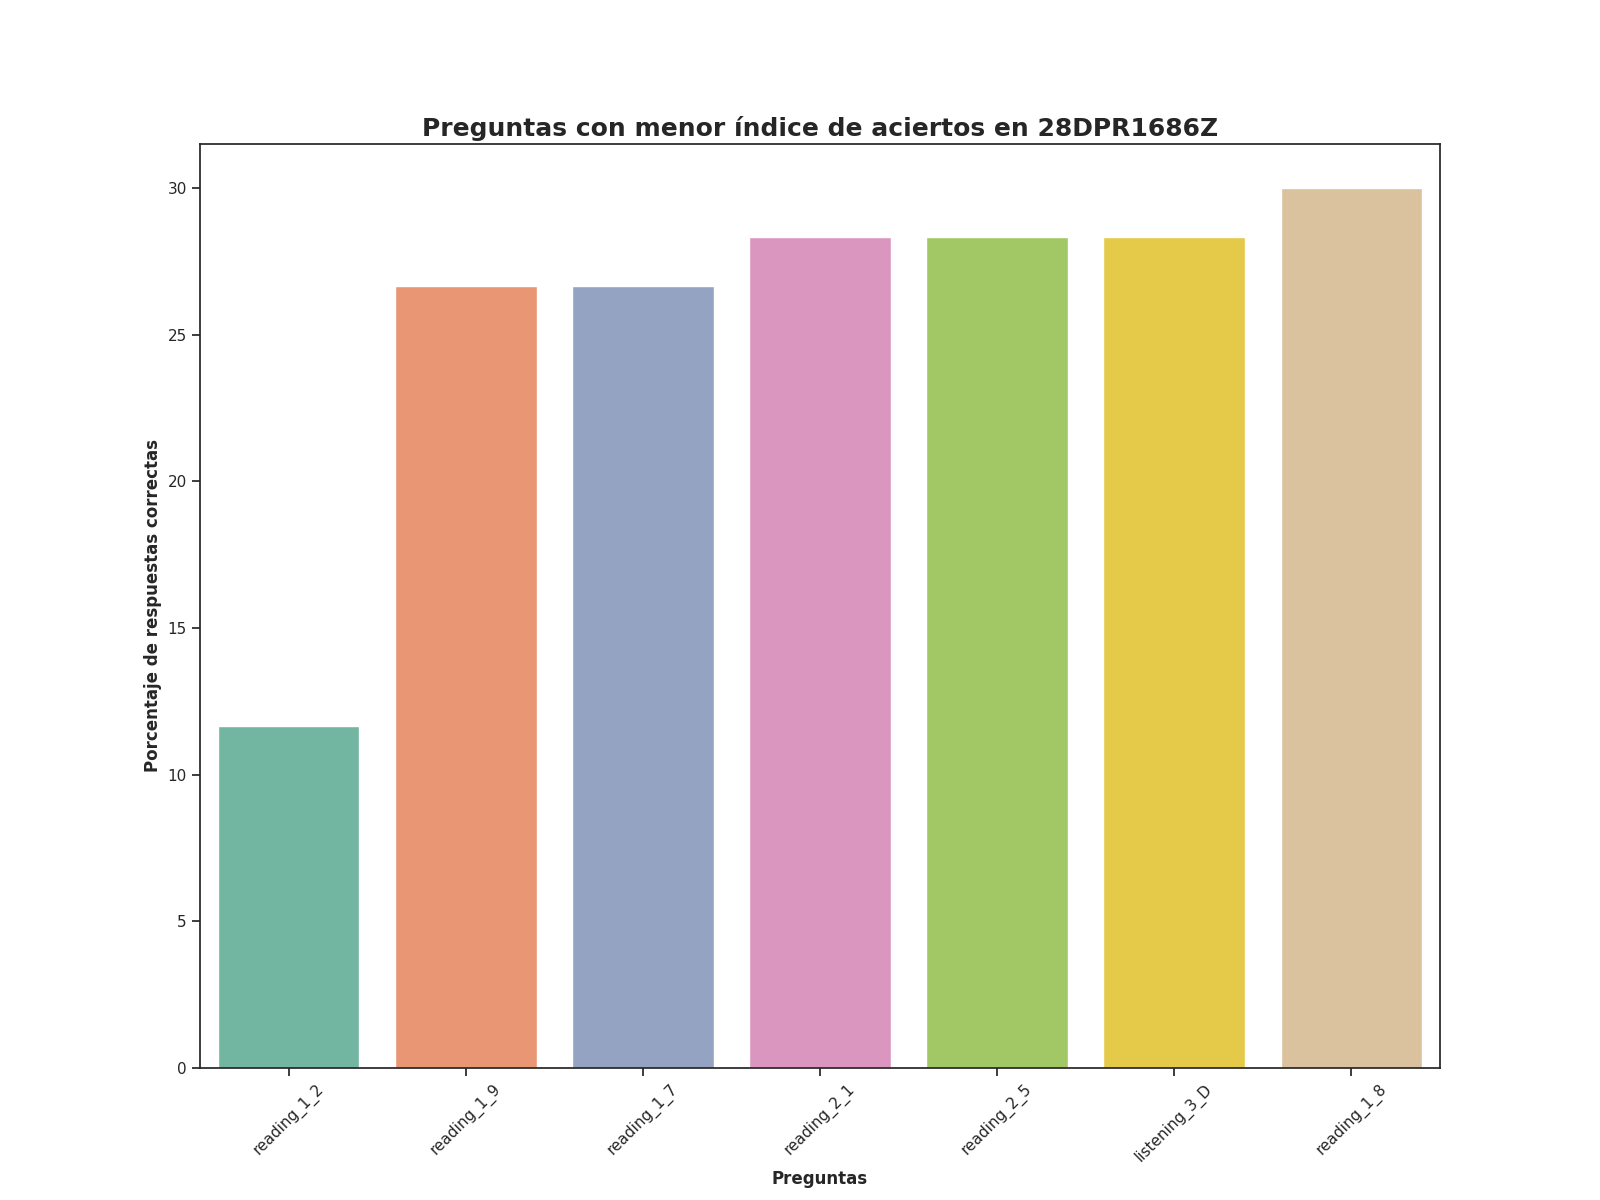 Preguntas con menor índice de aciertos en 28DPR1686Z
Porcentaje de respuestas correctas
30
25
20
15
10
5
0
reading_1_2
reading_1_9
reading_1_7
reading_2_1
reading_2_5
listening_3_D
reading_1_8
Preguntas